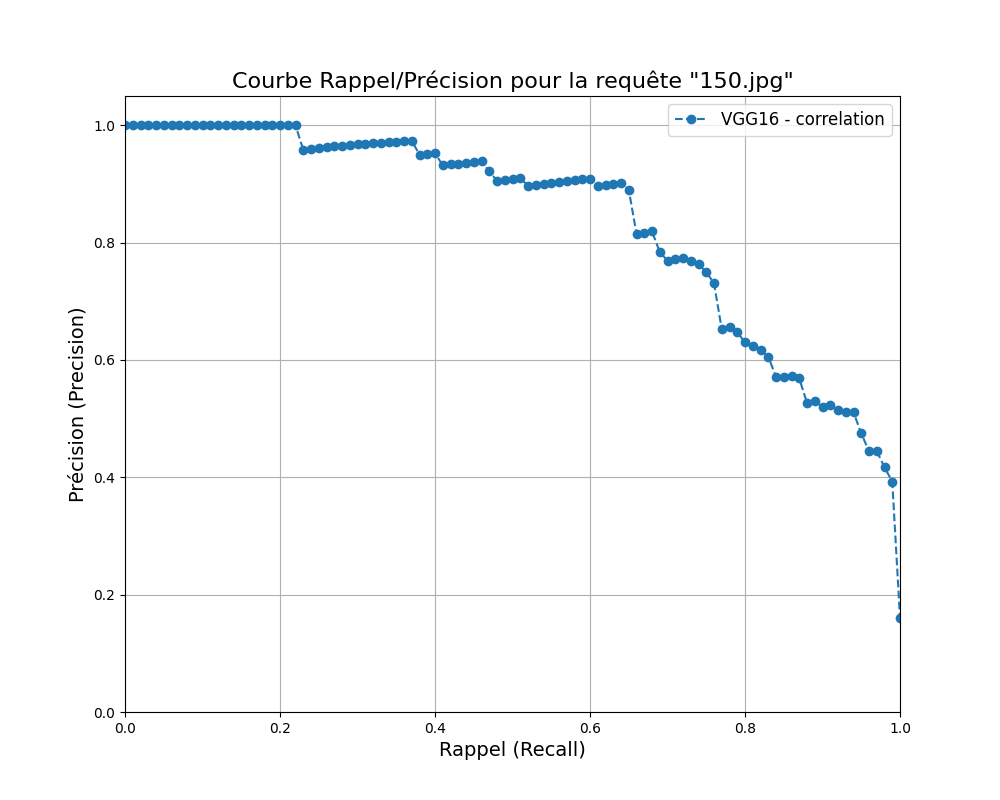 Courbe Rappel/Précision pour la requête "150.jpg"
VGG16 - correlation
Précision (Precision)
1.0
0.8
0.6
0.4
0.2
0.0
0.0 0.2 0.4 0.6 0.8 1.0
Rappel (Recall)